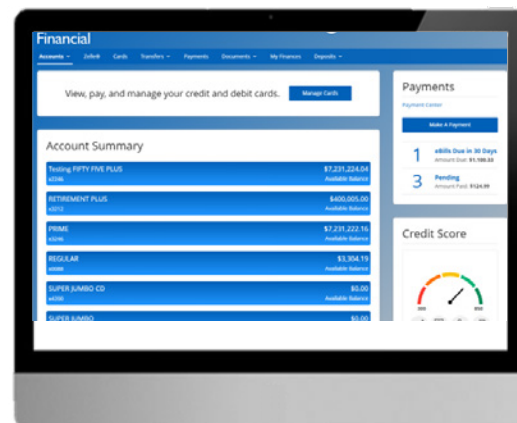 Financial
Accounts Zelle® Cards Transfers Payments Documents My Finances Deposits
View, pay, and manage your credit and debit cards. Manage Cards
Account Summary
Testing FIFTY FIVE PLUS $7,231,224.04
Available Balance
RETIREMENT PLUS $400,005.00
x3212 Available Balance
PRIME $7,231,222.16
x3246 Available Balance
REGULAR $3,304.19
Available Balance
SUPER JUMBO CD $0.00
Available Balance
SUPER JUMBO $0.00
Payments
Payment Center
Make A Payment
1 eBills Due in 30 Days
Amount Due:
3 Pending
Amount Paid: $124.99
Credit Score
850